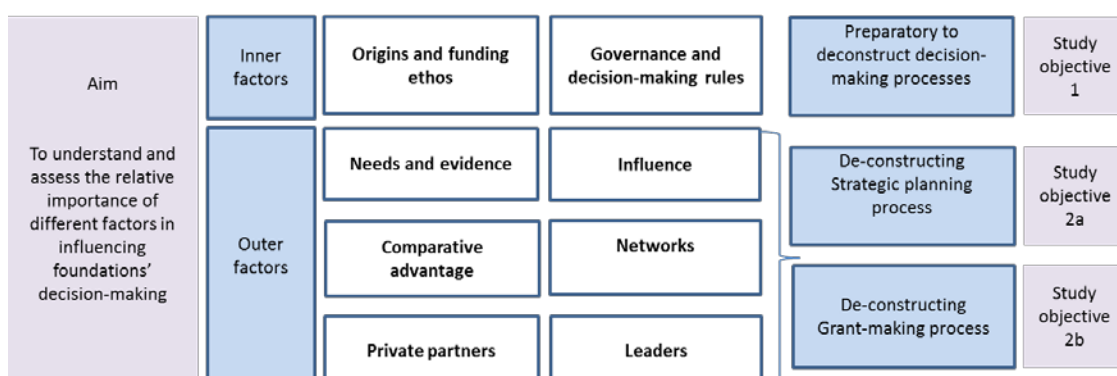 Aim
To understand and
assess the relative
importance of
different factors in
influencing
foundations’
decision-making
Inner
factors
Origins and funding
ethos
Governance and
decision-making rules
Preparatory to
deconstruct decision-
making processes
Study
objective
1
Outer
factors
Needs and evidence
Influence
Comparative
advantage
Networks
Private partners
Leaders
De-constructing
Strategic planning
process
Study
objective
2a
De-constructing
Grant-making process
Study
objective
2b